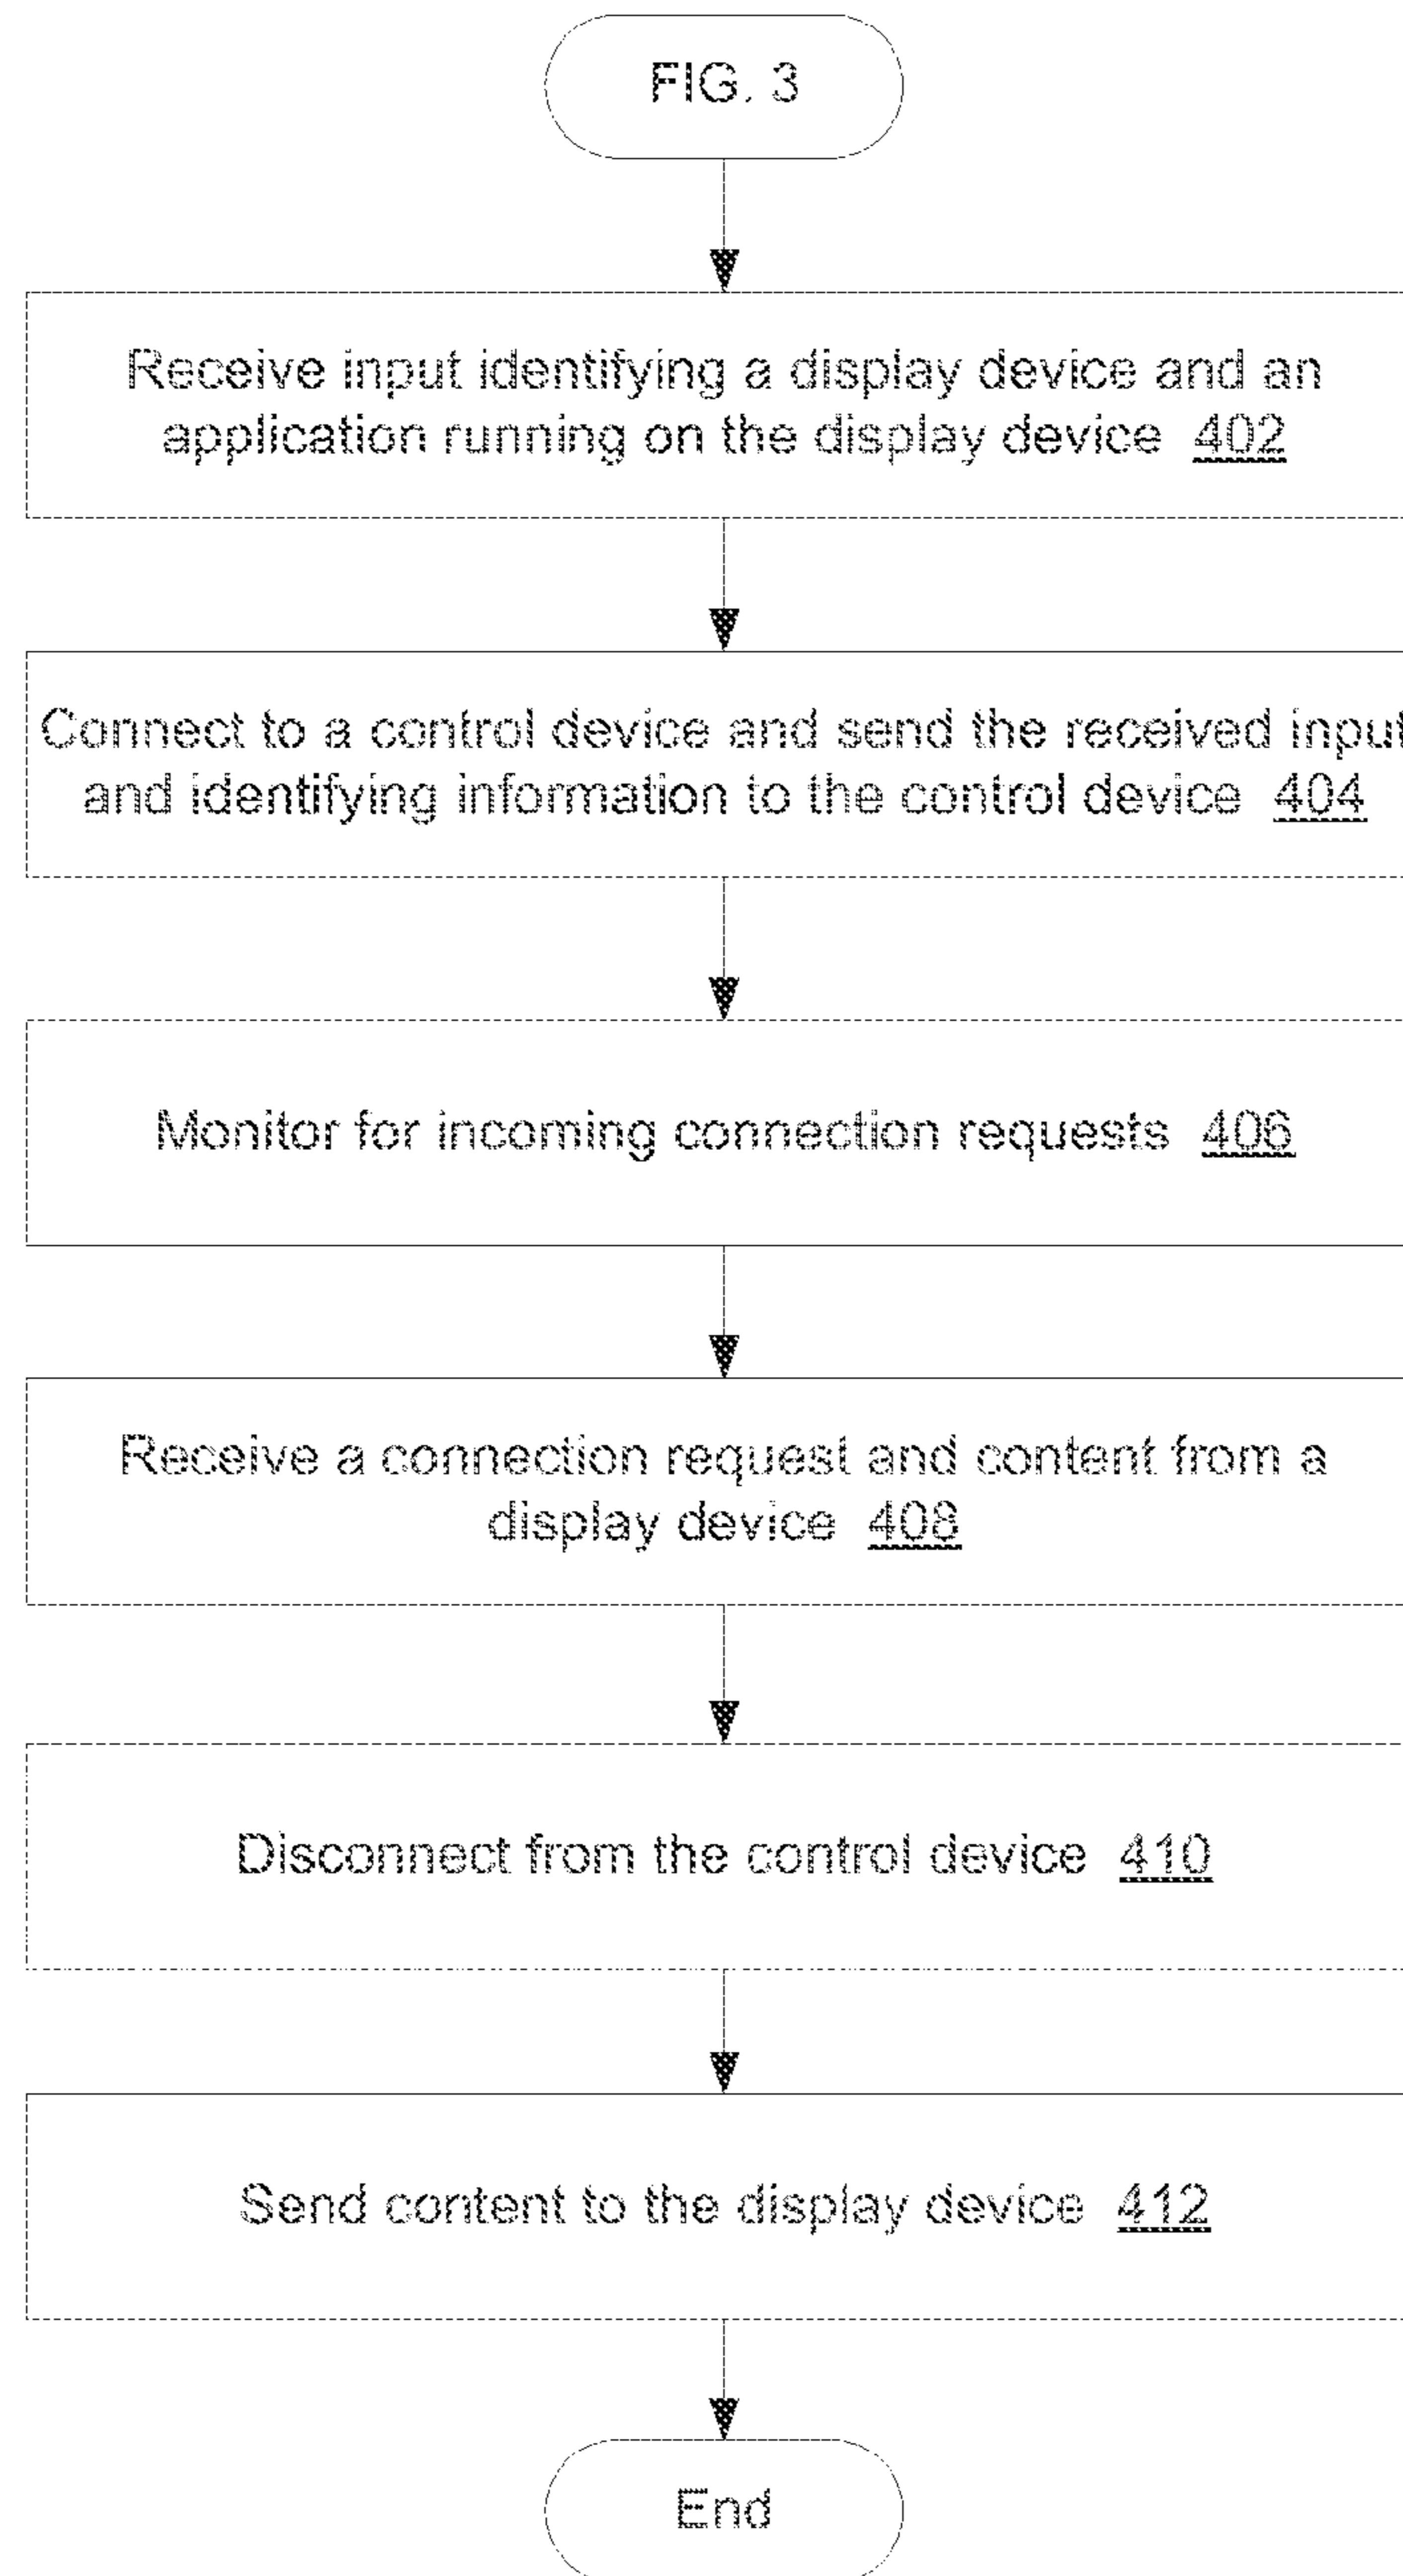 FIG. 3
Receive input identifying a display device and an
application running on the display device 402
Connect to a control device and send the received input
and identifying information to the control device 404
Monitor for incoming connection requests 406
Receive a connection request and content from a
display device 408
Disconnect from the control device 410
Send content to the display device 412
End